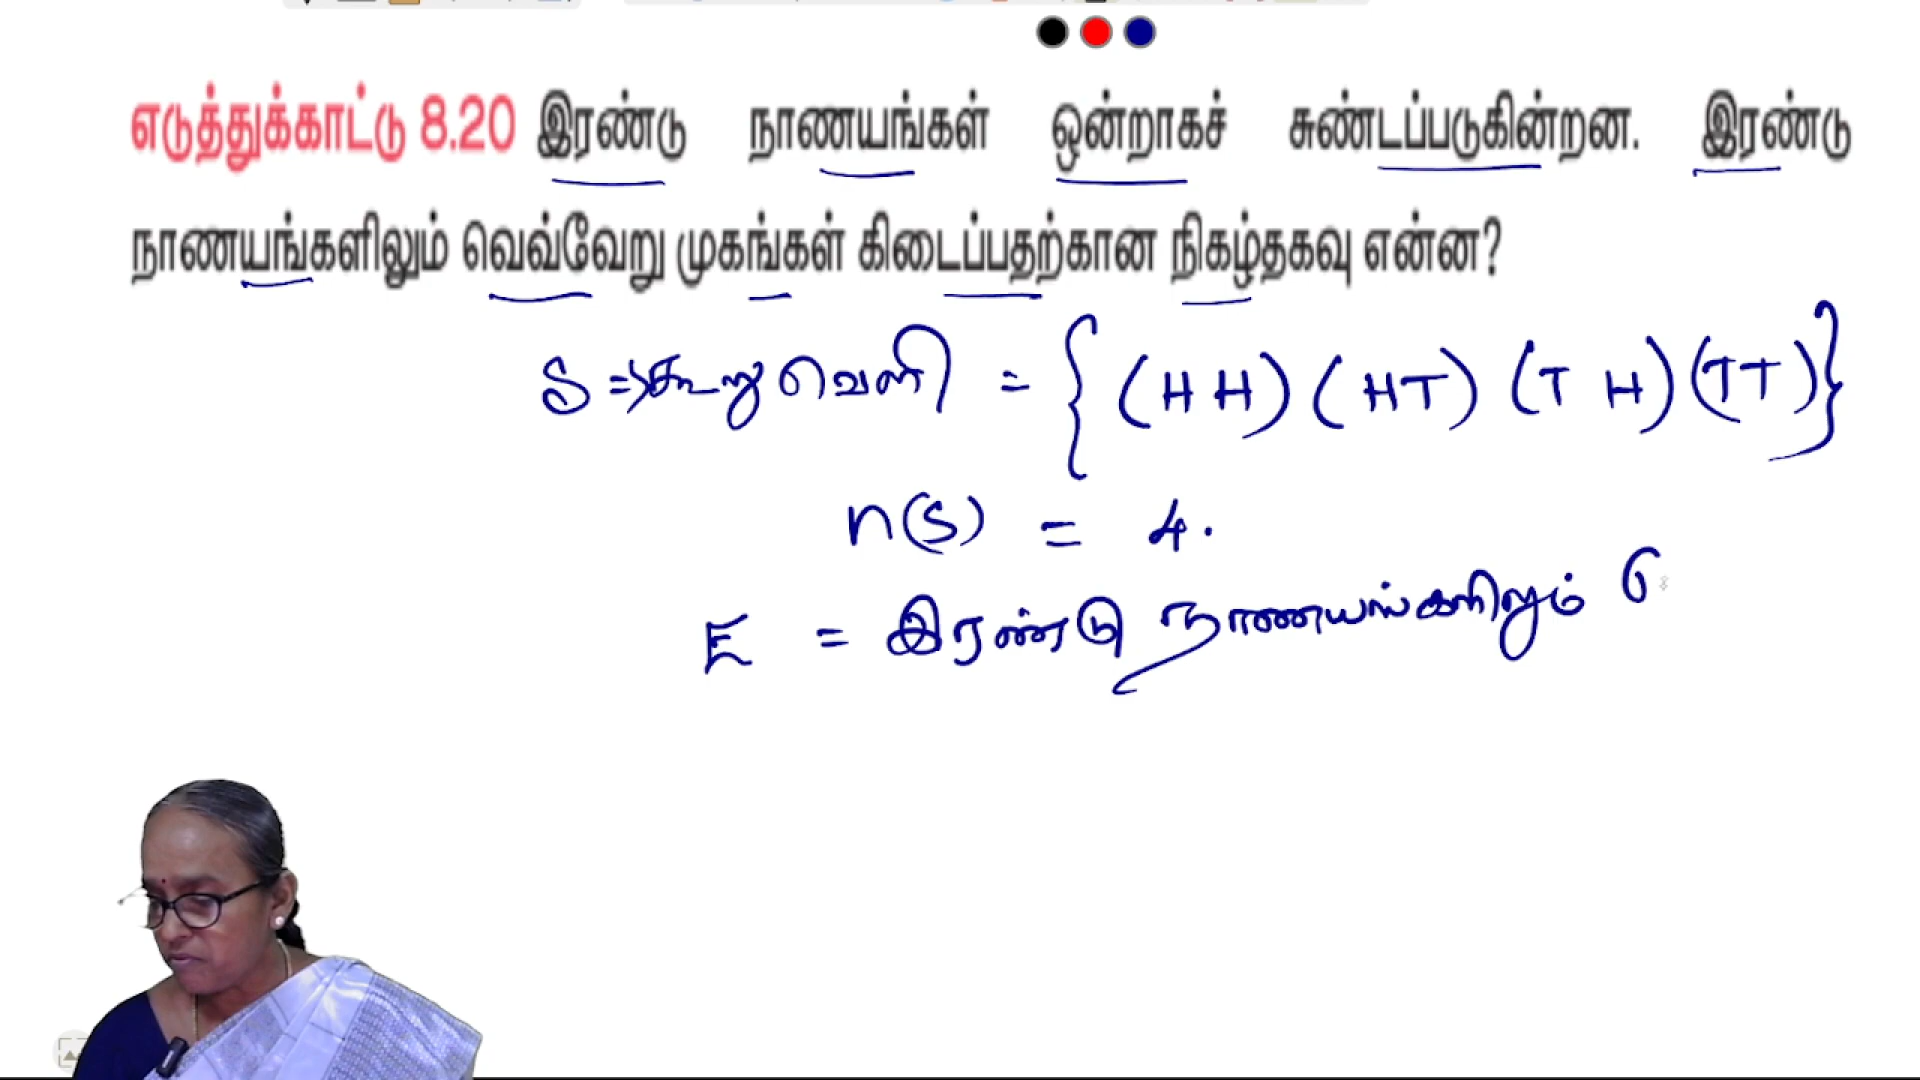 எடுத்துக்காட்டு 8.20 இரண்டு நாணயங்கள் ஒன்றாகச் சுண்டப்படுகின்றன. இரண்டு
நாணயங்களிலும் வெவ்வேறு முகங்கள் கிடைப்பதற்கான நிகழ்தகவு என்ன?
S => கூறுவெளி = { (HH) (HT) (TH) (TT) }
n(S) = 4.
E = இரண்டு நாணயங்களிலும்